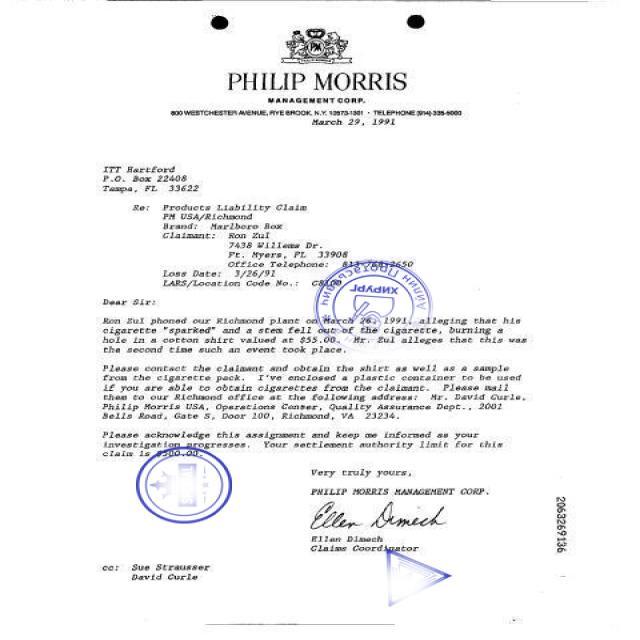 PM
PHILIP MORRIS
MANAGEMENT CORP.
800 WESTCHESTER AVENUE, RYE BROOK, N.Y. 10573-1301 · TELEPHONE (914) 335-5000
March 29, 1991
ITT Hartford
P.O. Box 22408
Tampa, FL 33622
Re: Products Liability Claim
PM USA/Richmond
Brand: Marlboro Box
Claimant: Ron Zul
7438 Willems Dr.
Ft. Myers, FL 33908
Office Telephone:
Loss Date: 3/26/91
LARS/Location Code No.:
ХИРУРГ
Dear Sir:
Ron Zul phoned our Richmond plant on March 26, 1991, alleging that his
cigarette "sparked" and a stem fell out of the cigarette, burning a
hole in a cotton shirt valued at $55.00. Mr. Zul alleges that this was
the second time such an event took place.
Please contact the claimant and obtain the shirt as well as a sample
from the cigarette pack. I've enclosed a plastic container to be used
if you are able to obtain cigarettes from the claimant. Please mail
them to our Richmond office at the following address: Mr. David Curle,
Philip Morris USA, Operations Center, Quality Assurance Dept., 2001
Bells Road, Gate S, Door 100, Richmond, VA 23234.
Please acknowledge this assignment and keep me informed as your
investigation progresses. Your settlement authority limit for this
claim is $500.00.
Very truly yours,
PHILIP MORRIS MANAGEMENT CORP.
Ellen Dimech
Ellen Dimech
Claims Coordinator
cc: Sue Strausser
David Curle
2063269136